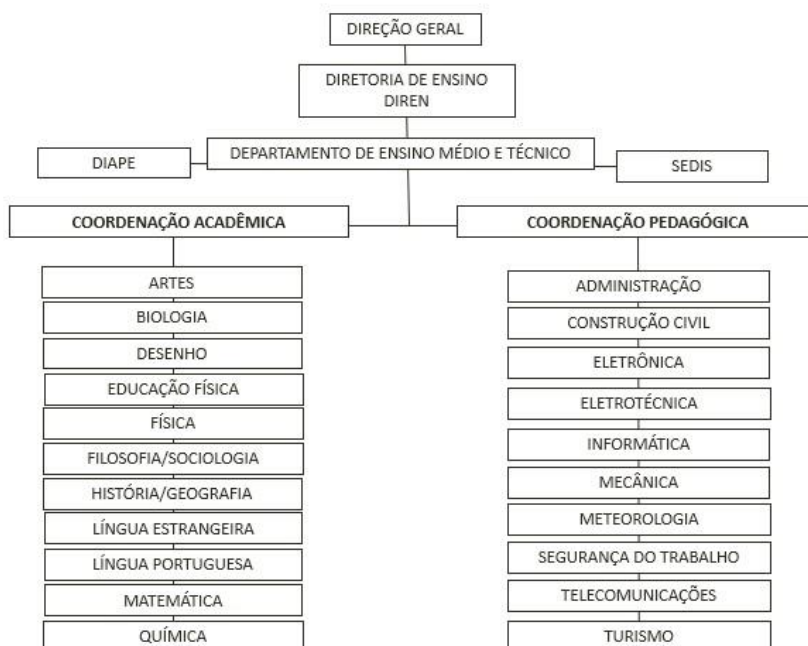 DIREÇÃO GERAL
DIRETORIA DE ENSINO
DIREN
DEPARTAMENTO DE ENSINO MÉDIO E TÉCNICO
DIAPE
SEDIS
COORDENAÇÃO ACADÊMICA
COORDENAÇÃO PEDAGÓGICA
ARTES
BIOLOGIA
DESENHO
EDUCAÇÃO FÍSICA
FÍSICA
FILOSOFIA/SOCIOLOGIA
HISTÓRIA/GEOGRAFIA
LÍNGUA ESTRANGEIRA
LÍNGUA PORTUGUESA
MATEMÁTICA
QUÍMICA
ADMINISTRAÇÃO
CONSTRUÇÃO CIVIL
ELETRÔNICA
ELETROTÉCNICA
INFORMÁTICA
MECÂNICA
METEOROLOGIA
SEGURANÇA DO TRABALHO
TELECOMUNICAÇÕES
TURISMO